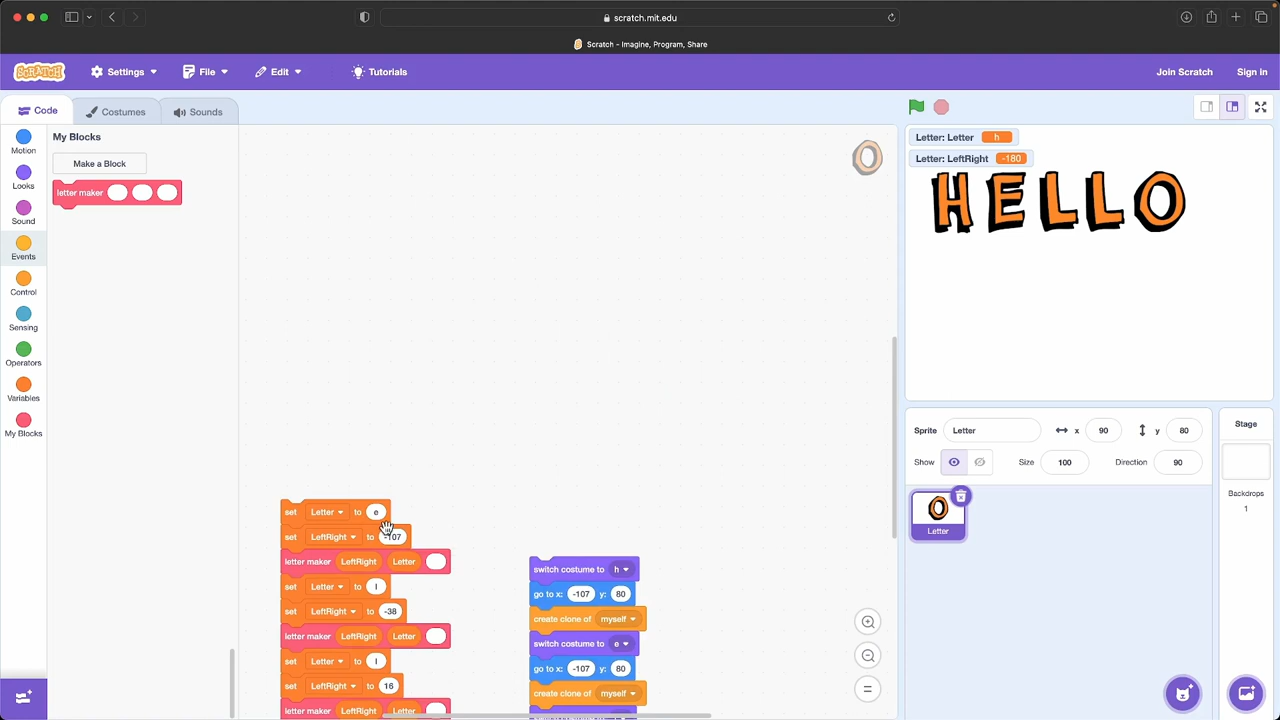 scratch.mit.edu
Scratch - Imagine, Program, Share
SCRATCH Settings File Edit Tutorials Join Scratch Sign in
Code Costumes Sounds
My Blocks
Make a Block
letter maker
Motion
Looks
Sound
Events
Control
Sensing
Operators
Variables
My Blocks
set Letter to e
set LeftRight to -107
letter maker LeftRight Letter
set Letter to l
set LeftRight to -38
letter maker LeftRight Letter
set Letter to l
set LeftRight to 16
letter maker LeftRight Letter
switch costume to h
go to x: -107 y: 80
create clone of myself
switch costume to e
go to x: -107 y: 80
create clone of myself
Letter: Letter h
Letter: LeftRight -180
HELLO
Sprite Letter x 90 y 80
Show Size 100 Direction 90
O
Letter
Stage
Backdrops
1